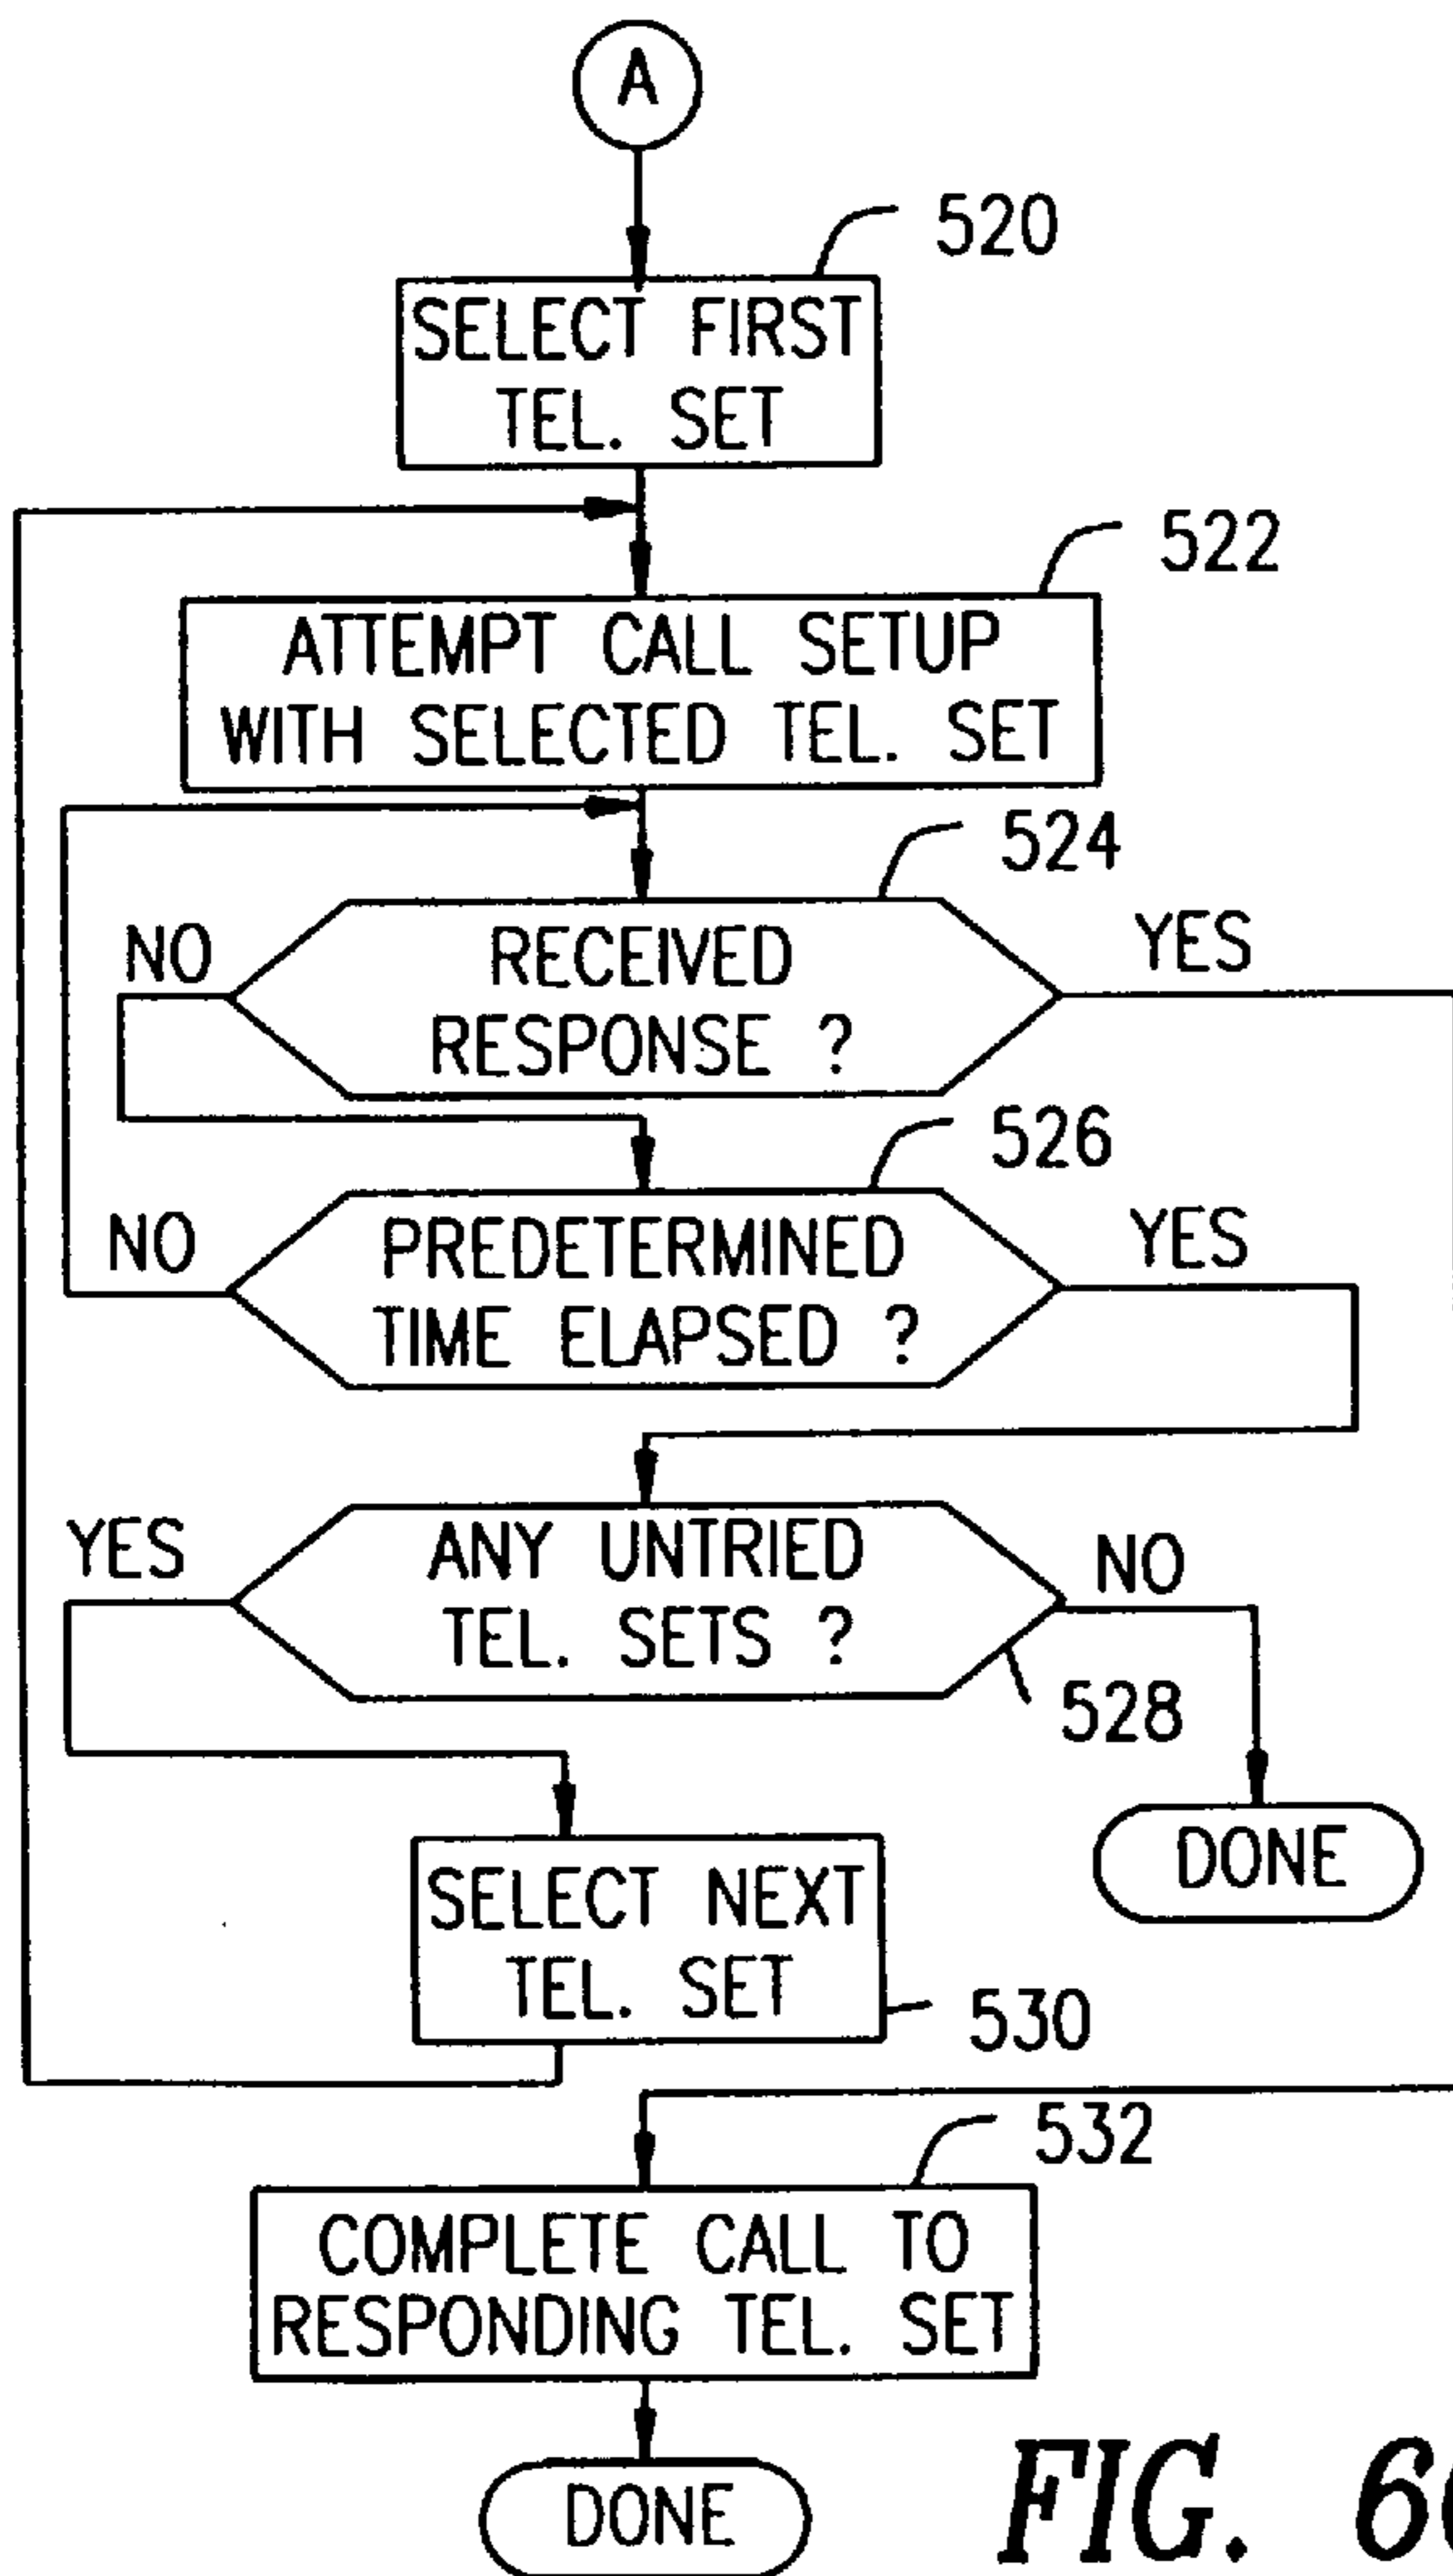 A
520
SELECT FIRST
TEL. SET
522
ATTEMPT CALL SETUP
WITH SELECTED TEL. SET
524
NO
RECEIVED
RESPONSE ?
YES
526
NO
PREDETERMINED
TIME ELAPSED ?
YES
YES
ANY UNTRIED
TEL. SETS ?
NO
528
DONE
SELECT NEXT
TEL. SET
530
532
COMPLETE CALL TO
RESPONDING TEL. SET
DONE
FIG.